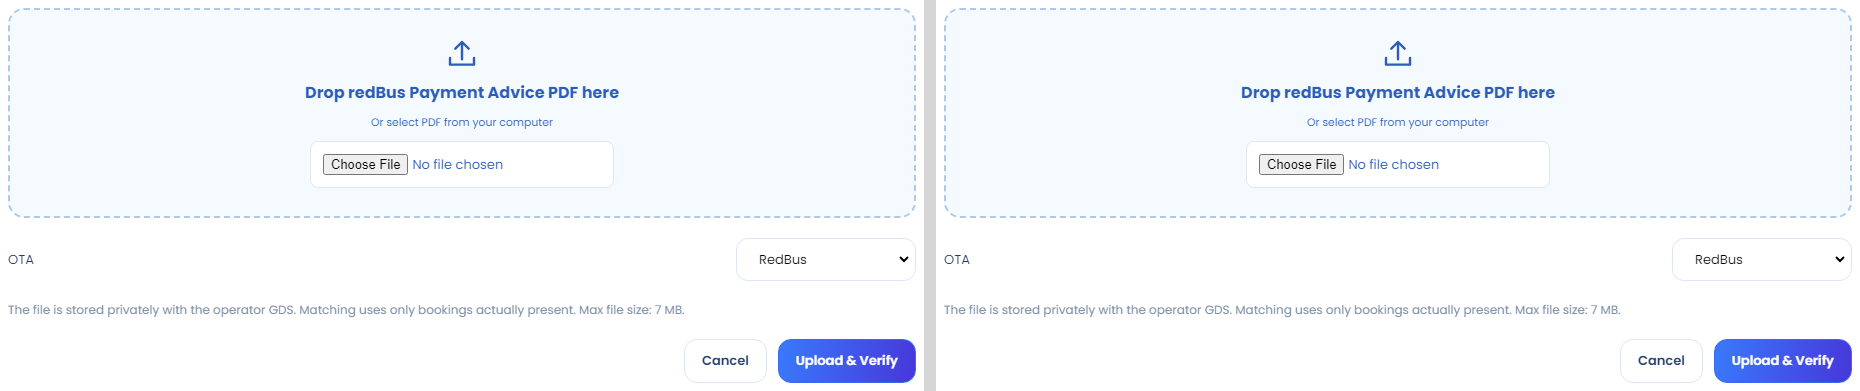 Drop redBus Payment Advice PDF here
Or select PDF from your computer
Choose File No file chosen
OTA
RedBus
The file is stored privately with the operator GDS. Matching uses only bookings actually present. Max file size: 7 MB.
Cancel
Upload & Verify
Drop redBus Payment Advice PDF here
Or select PDF from your computer
Choose File No file chosen
OTA
RedBus
The file is stored privately with the operator GDS. Matching uses only bookings actually present. Max file size: 7 MB.
Cancel
Upload & Verify